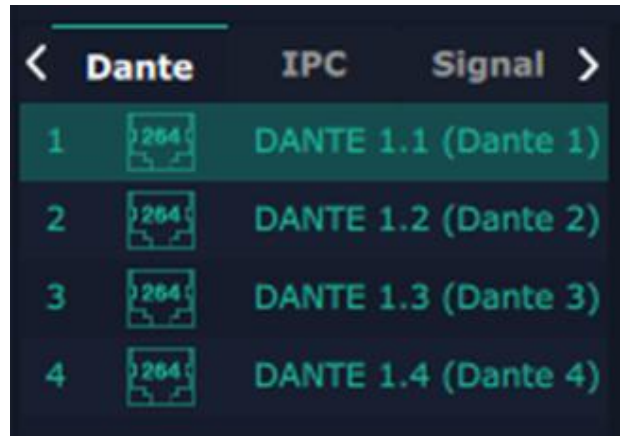 Dante IPC Signal
1 264 DANTE 1.1 (Dante 1)
2 264 DANTE 1.2 (Dante 2)
3 264 DANTE 1.3 (Dante 3)
4 264 DANTE 1.4 (Dante 4)